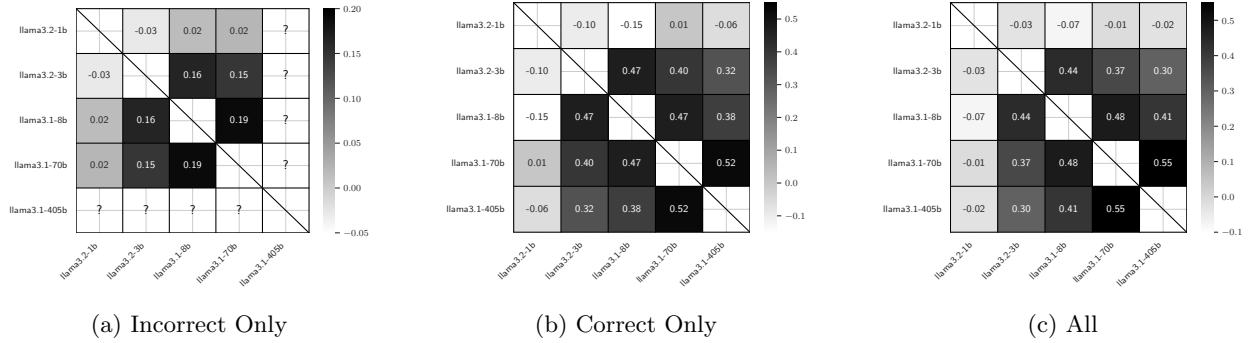 llama3.2-1b -0.03 0.02 0.02 ?
llama3.2-3b -0.03 0.16 0.15 ?
llama3.1-8b 0.02 0.16 0.19 ?
llama3.1-70b 0.02 0.15 0.19 ?
llama3.1-405b ? ? ? ?
llama3.2-1b llama3.2-3b llama3.1-8b llama3.1-70b llama3.1-405b
0.20
0.15
0.10
0.05
0.00
−0.05
(a) Incorrect Only
llama3.2-1b -0.10 -0.15 0.01 -0.06
llama3.2-3b -0.10 0.47 0.40 0.32
llama3.1-8b -0.15 0.47 0.47 0.38
llama3.1-70b 0.01 0.40 0.47 0.52
llama3.1-405b -0.06 0.32 0.38 0.52
llama3.2-1b llama3.2-3b llama3.1-8b llama3.1-70b llama3.1-405b
0.5
0.4
0.3
0.2
0.1
0.0
−0.1
(b) Correct Only
llama3.2-1b -0.03 -0.07 -0.01 -0.02
llama3.2-3b -0.03 0.44 0.37 0.30
llama3.1-8b -0.07 0.44 0.48 0.41
llama3.1-70b -0.01 0.37 0.48 0.55
llama3.1-405b -0.02 0.30 0.41 0.55
llama3.2-1b llama3.2-3b llama3.1-8b llama3.1-70b llama3.1-405b
0.5
0.4
0.3
0.2
0.1
0.0
−0.1
(c) All